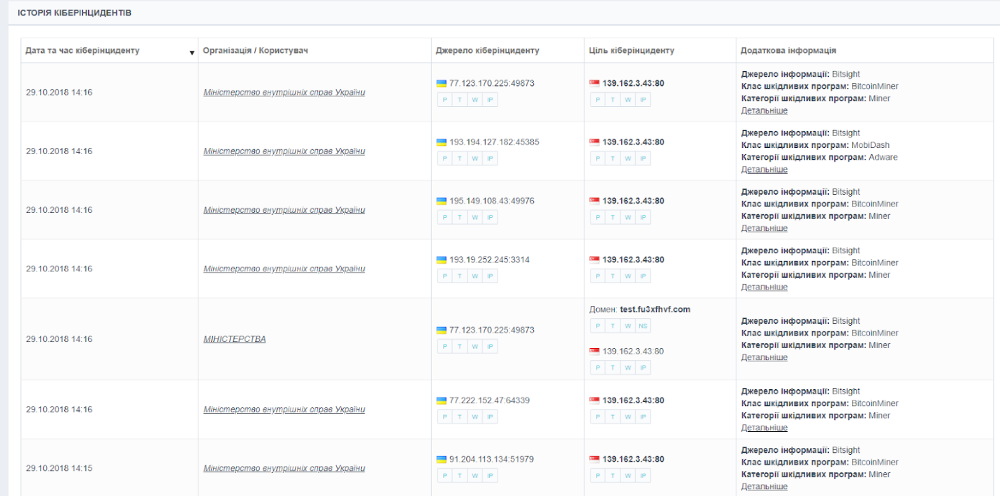 ІСТОРІЯ КІБЕРІНЦИДЕНТІВ
Дата та час кіберінциденту
Організація / Користувач
Джерело кіберінциденту
Ціль кіберінциденту
Додаткова інформація
29.10.2018 14:16
Міністерство внутрішніх справ України
77.123.170.225:49873
P T W IP
139.162.3.43:80
P T W IP
Джерело інформації: Bitsight
Клас шкідливих програм: BitcoinMiner
Категорії шкідливих програм: Miner
Детальніше
29.10.2018 14:16
Міністерство внутрішніх справ України
193.194.127.182:45385
P T W IP
139.162.3.43:80
P T W IP
Джерело інформації: Bitsight
Клас шкідливих програм: MobiDash
Категорії шкідливих програм: Adware
Детальніше
29.10.2018 14:16
Міністерство внутрішніх справ України
195.149.108.43:49976
P T W IP
139.162.3.43:80
P T W IP
Джерело інформації: Bitsight
Клас шкідливих програм: BitcoinMiner
Категорії шкідливих програм: Miner
Детальніше
29.10.2018 14:16
Міністерство внутрішніх справ України
193.19.252.245:3314
P T W IP
139.162.3.43:80
P T W IP
Джерело інформації: Bitsight
Клас шкідливих програм: BitcoinMiner
Категорії шкідливих програм: Miner
Детальніше
29.10.2018 14:16
МІНІСТЕРСТВА
77.123.170.225:49873
P T W IP
Домен: test.fu3xfhvf.com
P T W NS
139.162.3.43:80
P T W IP
Джерело інформації: Bitsight
Клас шкідливих програм: BitcoinMiner
Категорії шкідливих програм: Miner
Детальніше
29.10.2018 14:16
Міністерство внутрішніх справ України
77.222.152.47:64339
P T W IP
139.162.3.43:80
P T W IP
Джерело інформації: Bitsight
Клас шкідливих програм: BitcoinMiner
Категорії шкідливих програм: Miner
Детальніше
29.10.2018 14:15
Міністерство внутрішніх справ України
91.204.113.134:51979
P T W IP
139.162.3.43:80
P T W IP
Джерело інформації: Bitsight
Клас шкідливих програм: BitcoinMiner
Категорії шкідливих програм: Miner
Детальніше